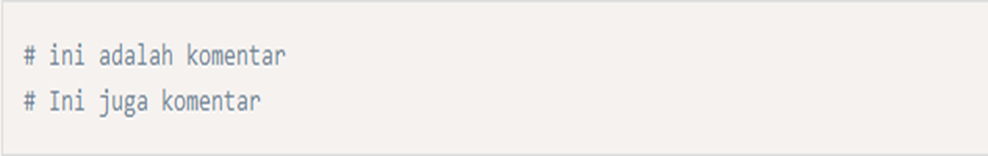 # ini adalah komentar
# Ini juga komentar